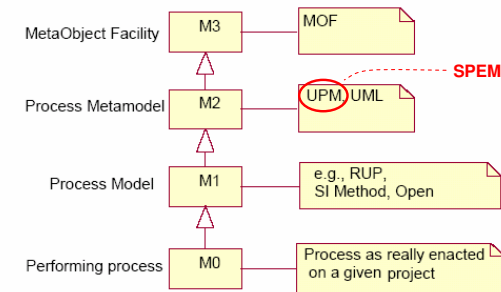 MetaObject Facility
M3
MOF
SPEM
Process Metamodel
M2
UPM, UML
Process Model
M1
e.g., RUP,
SI Method, Open
Performing process
M0
Process as really enacted
on a given project